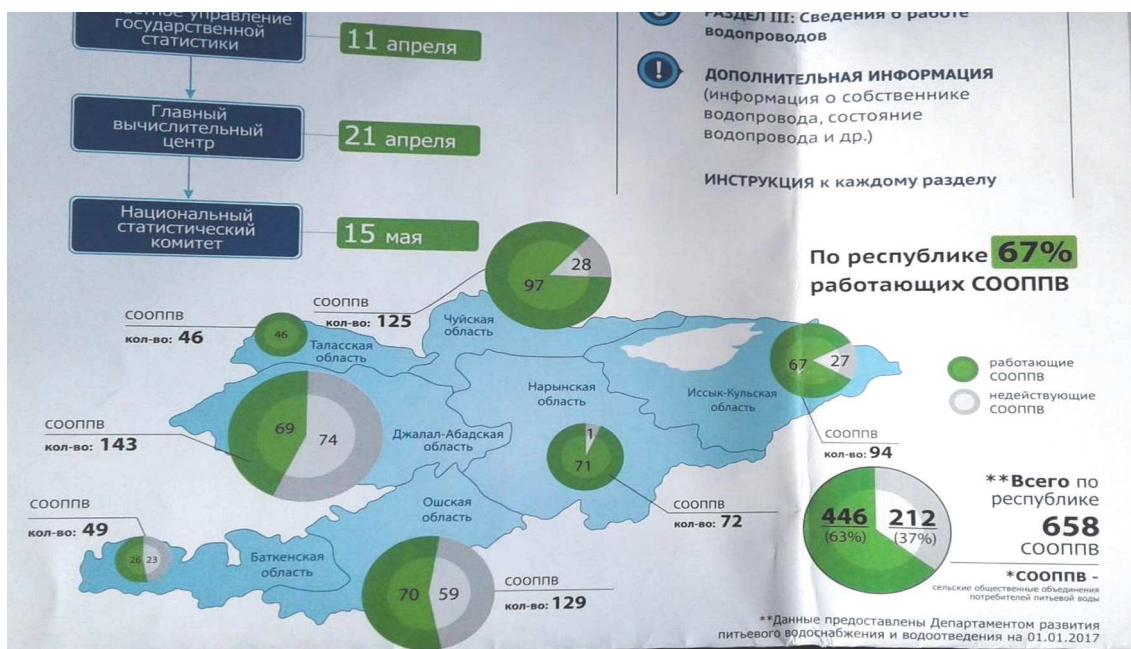 государственной
статистики
11 апреля
Главный
вычислительный
центр
21 апреля
Национальный
статистический
комитет
15 мая
РАЗДЕЛ III: Сведения о работе
водопроводов
!
ДОПОЛНИТЕЛЬНАЯ ИНФОРМАЦИЯ
(информация о собственнике
водопровода, состояние
водопровода и др.)
ИНСТРУКЦИЯ к каждому разделу
По республике 67%
работающих СООППВ
СООППВ
кол-во: 125
97
28
Чуйская
область
СООППВ
кол-во: 46
46
Таласская
область
СООППВ
кол-во: 143
69
74
Джалал-Абадская
область
Нарынская
область
1
71
СООППВ
кол-во: 72
Иссык-Кульская
область
67
27
СООППВ
кол-во: 94
работающие
СООППВ
недействующие
СООППВ
СООППВ
кол-во: 49
26
23
Баткенская
область
Ошская
область
70
59
СООППВ
кол-во: 129
446
(63%)
212
(37%)
**Всего по
республике
658
СООППВ
*СООППВ -
сельские общественные объединения
потребителей питьевой воды
**Данные предоставлены Департаментом развития
питьевого водоснабжения и водоотведения на 01.01.2017